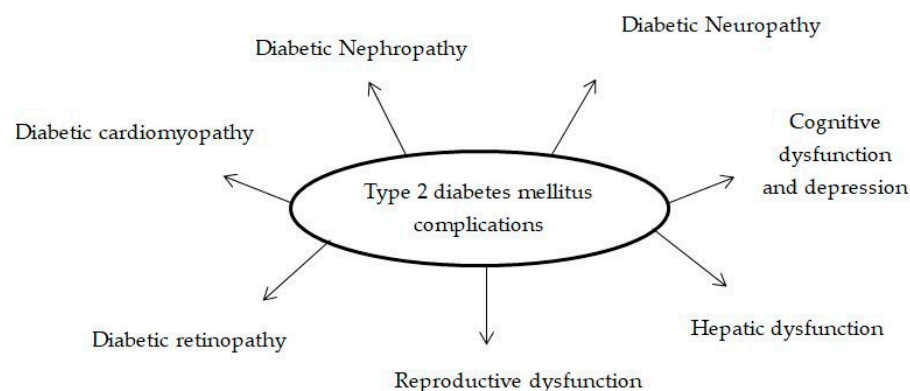 Diabetic Neuropathy
Diabetic Nephropathy
Diabetic cardiomyopathy
Cognitive
dysfunction
and depression
Type 2 diabetes mellitus
complications
Diabetic retinopathy
Hepatic dysfunction
Reproductive dysfunction